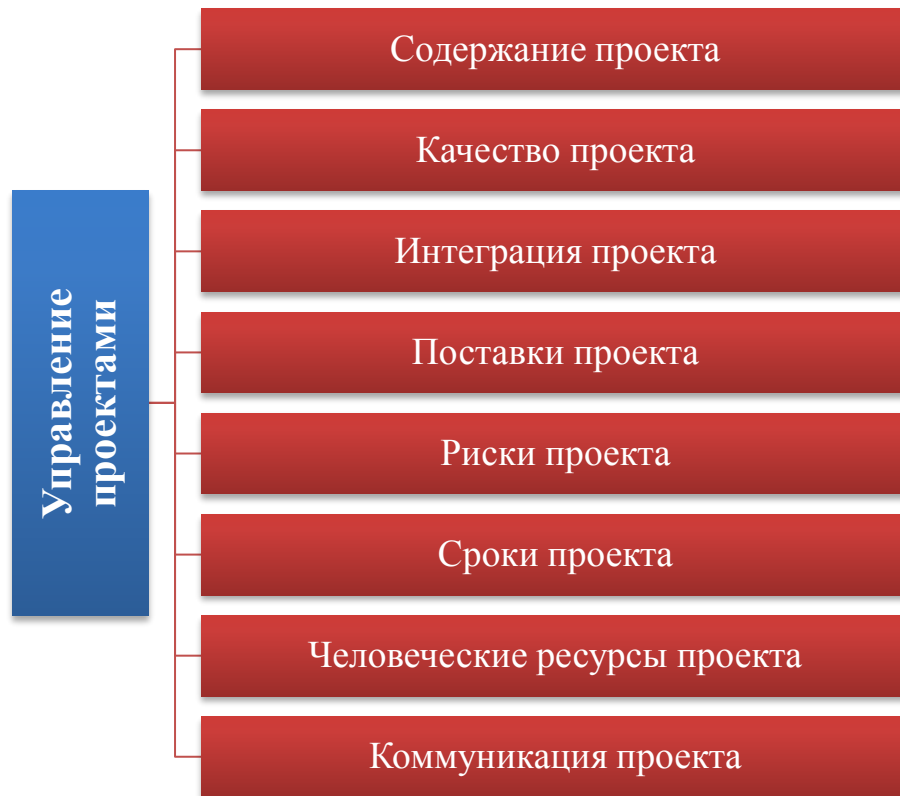 Управление
проектами
Содержание проекта
Качество проекта
Интеграция проекта
Поставки проекта
Риски проекта
Сроки проекта
Человеческие ресурсы проекта
Коммуникация проекта